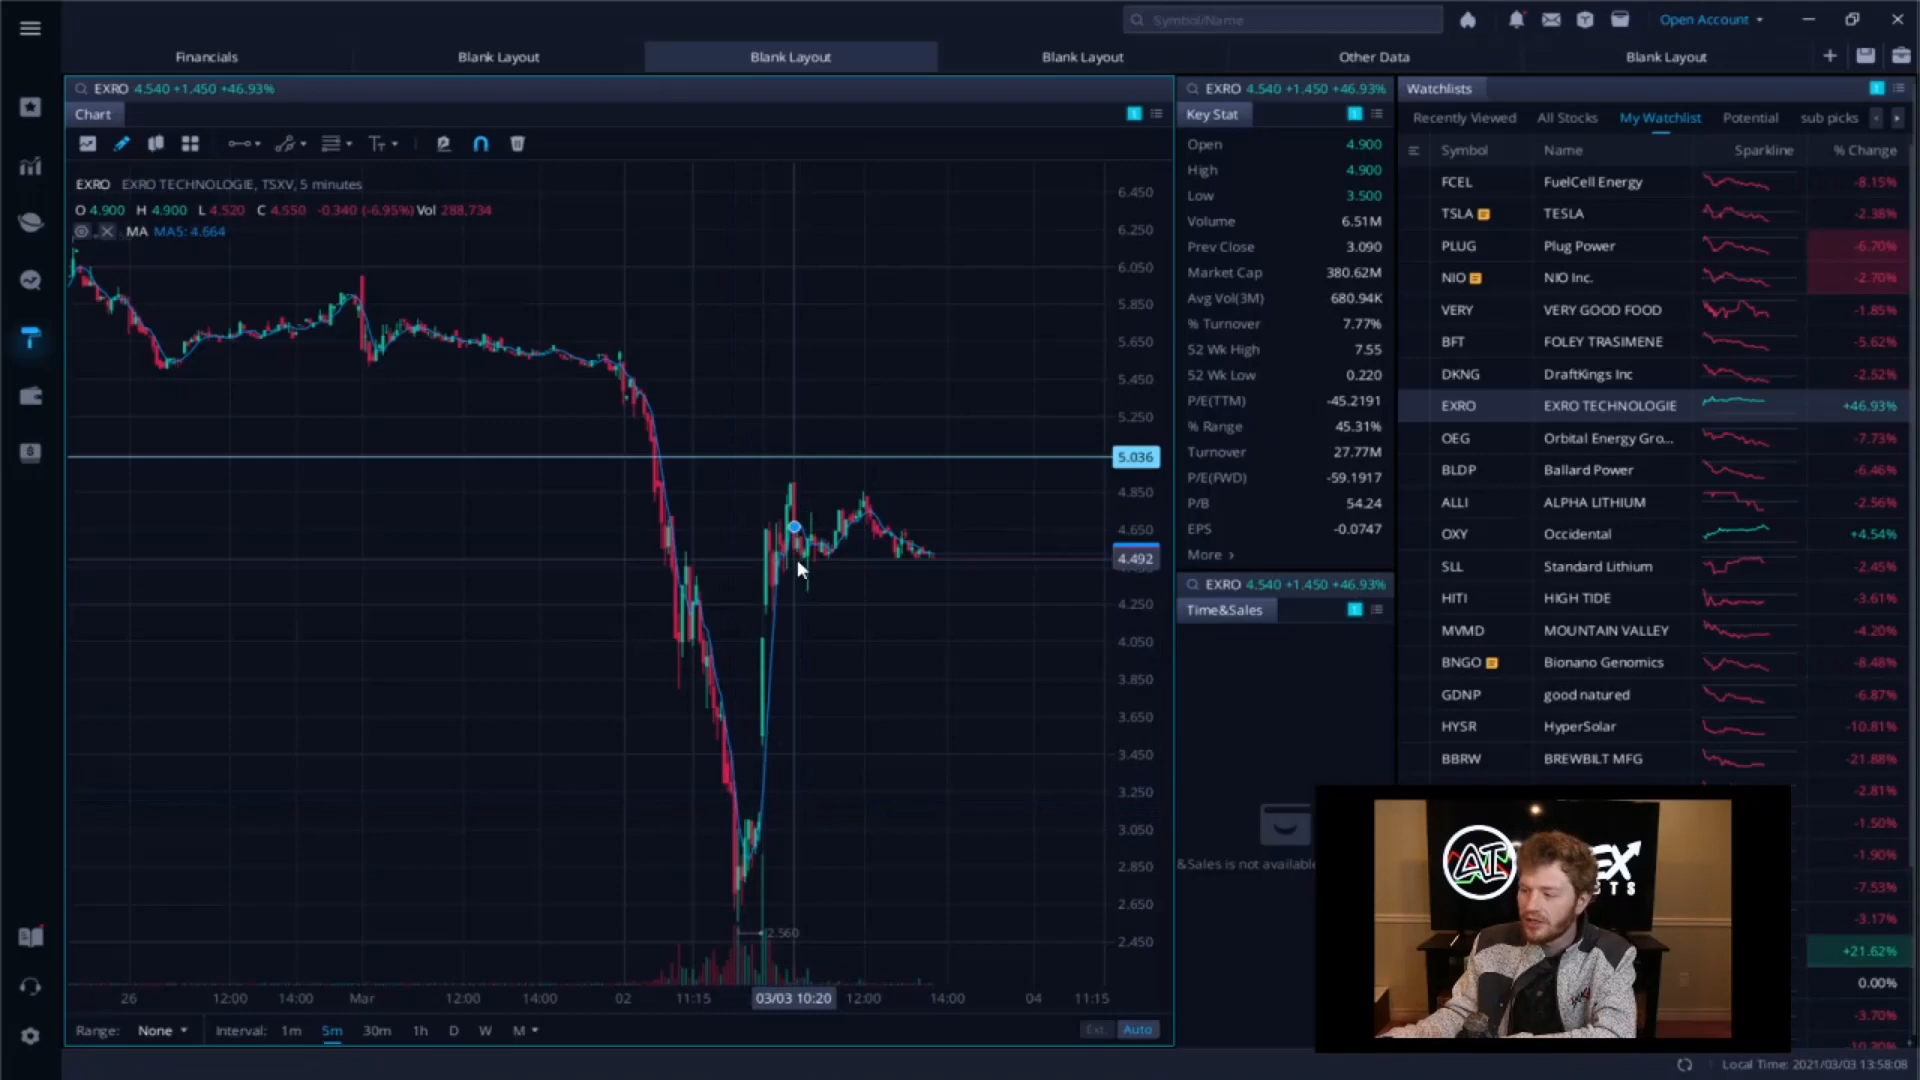 Symbol/Name
Open Account
Financials
Blank Layout
Blank Layout
Blank Layout
Other Data
Blank Layout
EXRO 4.540 +1.450 +46.93%
Chart
EXRO EXRO TECHNOLOGIE, TSXV, 5 minutes
O 4.900 H 4.900 L 4.520 C 4.550 -0.340 (-6.95%) Vol 288,734
MA MA5: 4.664
6.450
6.250
6.050
5.850
5.650
5.450
5.250
5.036
4.850
4.650
4.492
4.250
4.050
3.850
3.650
3.450
3.250
3.050
2.850
2.650
2.450
2.560
26 12:00 14:00 Mar 12:00 14:00 02 11:15 03/03 10:20 12:00 14:00 04 11:15
Range: None Interval: 1m 5m 30m 1h D W M Ext. Auto
EXRO 4.540 +1.450 +46.93%
Key Stat
Open 4.900
High 4.900
Low 3.500
Volume 6.51M
Prev Close 3.090
Market Cap 380.62M
Avg Vol(3M) 680.94K
% Turnover 7.77%
52 Wk High 7.55
52 Wk Low 0.220
P/E(TTM) -45.2191
% Range 45.31%
Turnover 27.77M
P/E(FWD) -59.1917
P/B 54.24
EPS -0.0747
More >
EXRO 4.540 +1.450 +46.93%
Time&Sales
&Sales is not available
Watchlists
Recently Viewed All Stocks My Watchlist Potential sub picks
Symbol Name Sparkline % Change
FCEL FuelCell Energy -8.15%
TSLA TESLA -2.38%
PLUG Plug Power -6.70%
NIO NIO Inc. -2.70%
VERY VERY GOOD FOOD -1.85%
BFT FOLEY TRASIMENE -5.62%
DKNG DraftKings Inc -2.52%
EXRO EXRO TECHNOLOGIE +46.93%
OEG Orbital Energy Gro... -7.73%
BLDP Ballard Power -6.46%
ALLI ALPHA LITHIUM -2.56%
OXY Occidental +4.54%
SLL Standard Lithium -2.45%
HITI HIGH TIDE -3.61%
MVMD MOUNTAIN VALLEY -4.20%
BNGO Bionano Genomics -8.48%
GDNP good natured -6.87%
HYSR HyperSolar -10.81%
BBRW BREWBILT MFG -21.88%
-2.81%
-1.50%
-1.90%
-7.53%
-3.17%
+21.62%
0.00%
-3.70%
Local Time: 2021/03/03 13:58:08